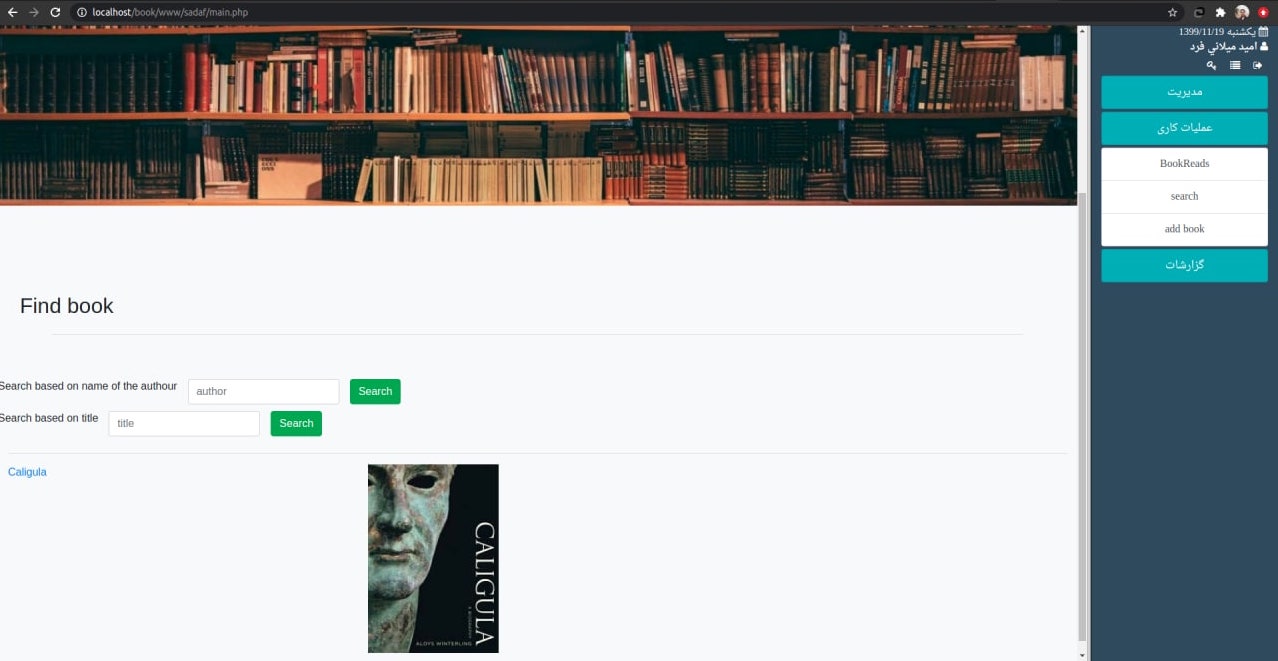 localhost/book/www/sadaf/main.php
یکشنبه 1399/11/19
امید میلاني فرد
مدیریت
عملیات کاری
BookReads
search
add book
گزارشات
Find book
Search based on name of the authour
author
Search
Search based on title
title
Search
Caligula
CALIGULA
A BIOGRAPHY
ALOYS WINTERLING